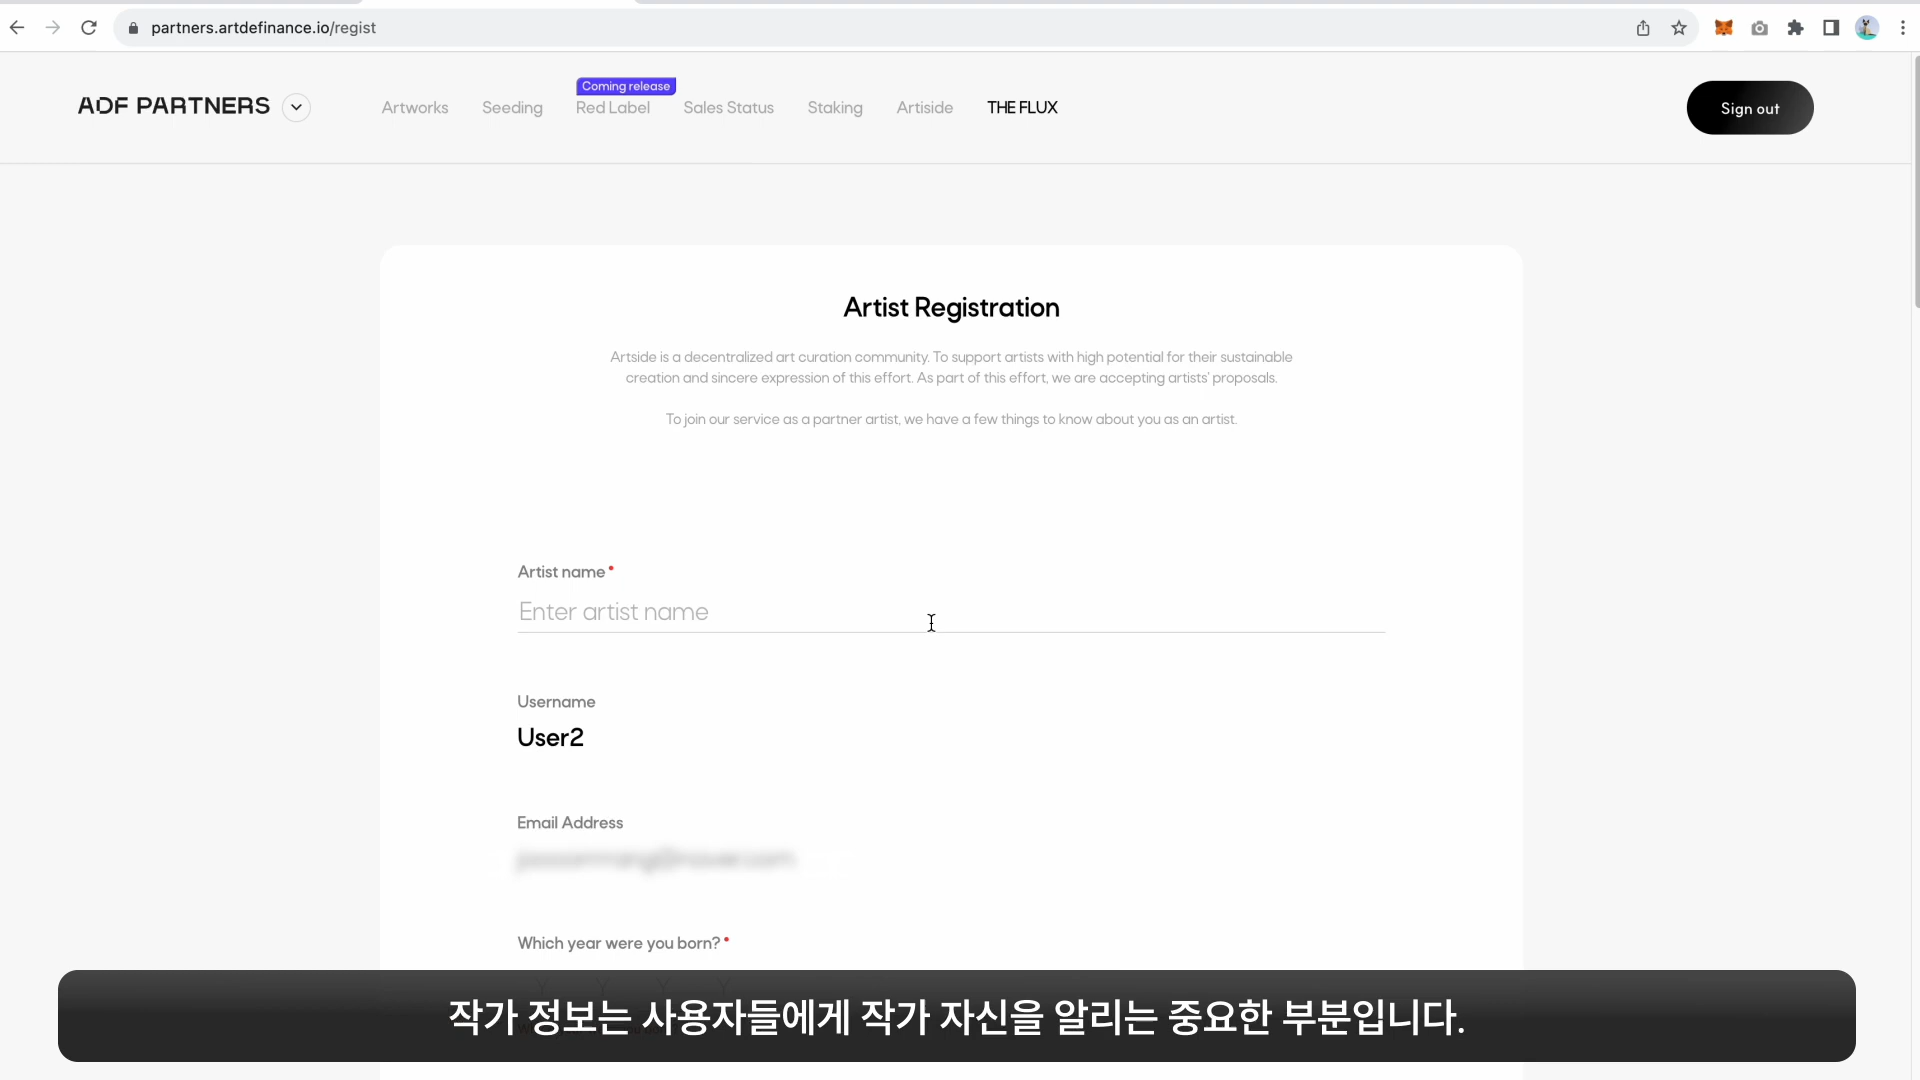 partners.artdefinance.io/regist
ADF PARTNERS
Artworks
Seeding
Coming release
Red Label
Sales Status
Staking
Artiside
THE FLUX
Sign out
Artist Registration
Artside is a decentralized art curation community. To support artists with high potential for their sustainable
creation and sincere expression of this effort. As part of this effort, we are accepting artists' proposals.
To join our service as a partner artist, we have a few things to know about you as an artist.
Artist name •
Enter artist name
Username
User2
Email Address
Which year were you born? •
작가 정보는 사용자들에게 작가 자신을 알리는 중요한 부분입니다.